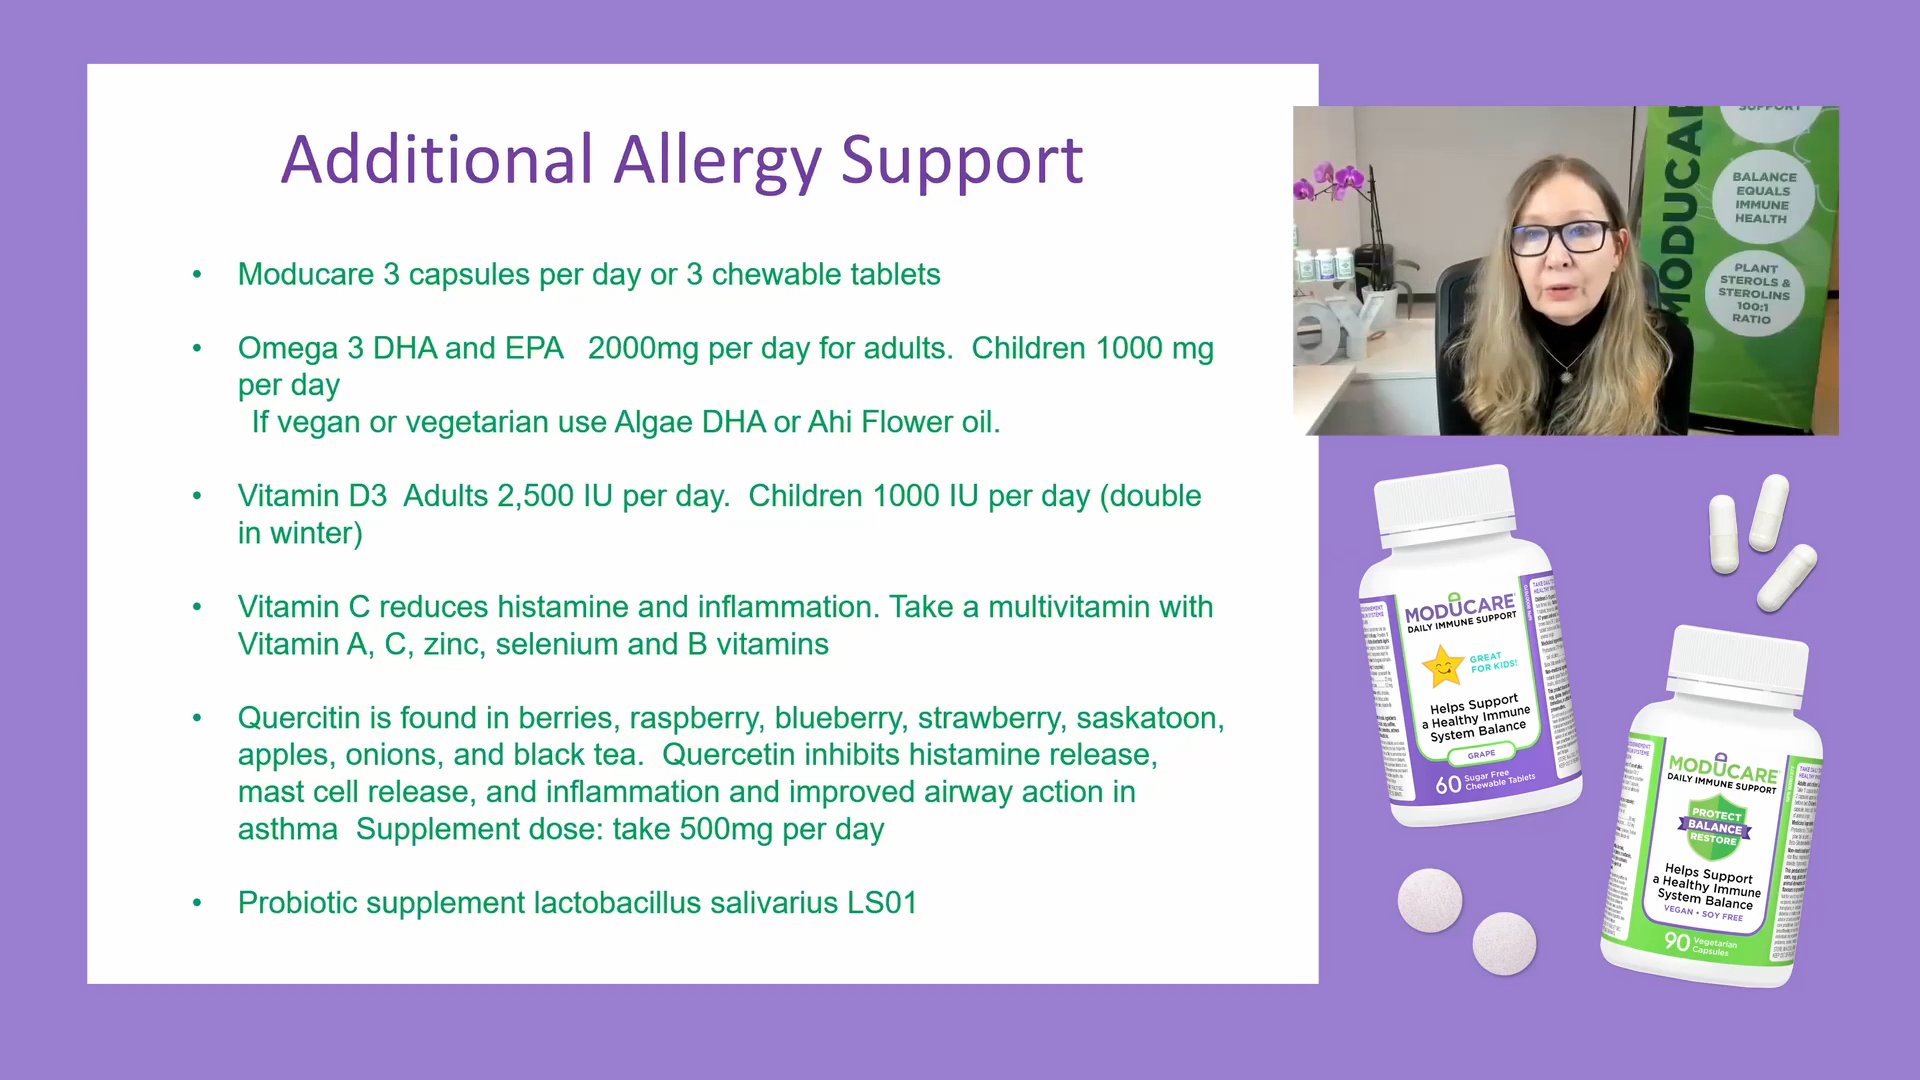 Additional Allergy Support
• Moducare 3 capsules per day or 3 chewable tablets
• Omega 3 DHA and EPA   2000mg per day for adults.  Children 1000 mg
per day
If vegan or vegetarian use Algae DHA or Ahi Flower oil.
• Vitamin D3  Adults 2,500 IU per day.  Children 1000 IU per day (double
in winter)
• Vitamin C reduces histamine and inflammation. Take a multivitamin with
Vitamin A, C, zinc, selenium and B vitamins
• Quercitin is found in berries, raspberry, blueberry, strawberry, saskatoon,
apples, onions, and black tea.  Quercetin inhibits histamine release,
mast cell release, and inflammation and improved airway action in
asthma  Supplement dose: take 500mg per day
• Probiotic supplement lactobacillus salivarius LS01
SUPPORT
BALANCE
EQUALS
IMMUNE
HEALTH
PLANT
STEROLS &
STEROLINS
100:1
RATIO
MODUCARE
DAILY IMMUNE SUPPORT
GREAT
FOR KIDS!
Helps Support
a Healthy Immune
System Balance
GRAPE
60 Sugar Free
Chewable Tablets
MODUCARE
DAILY IMMUNE SUPPORT
PROTECT
BALANCE
RESTORE
Helps Support
a Healthy Immune
System Balance
VEGAN • SOY FREE
90 Vegetarian
Capsules